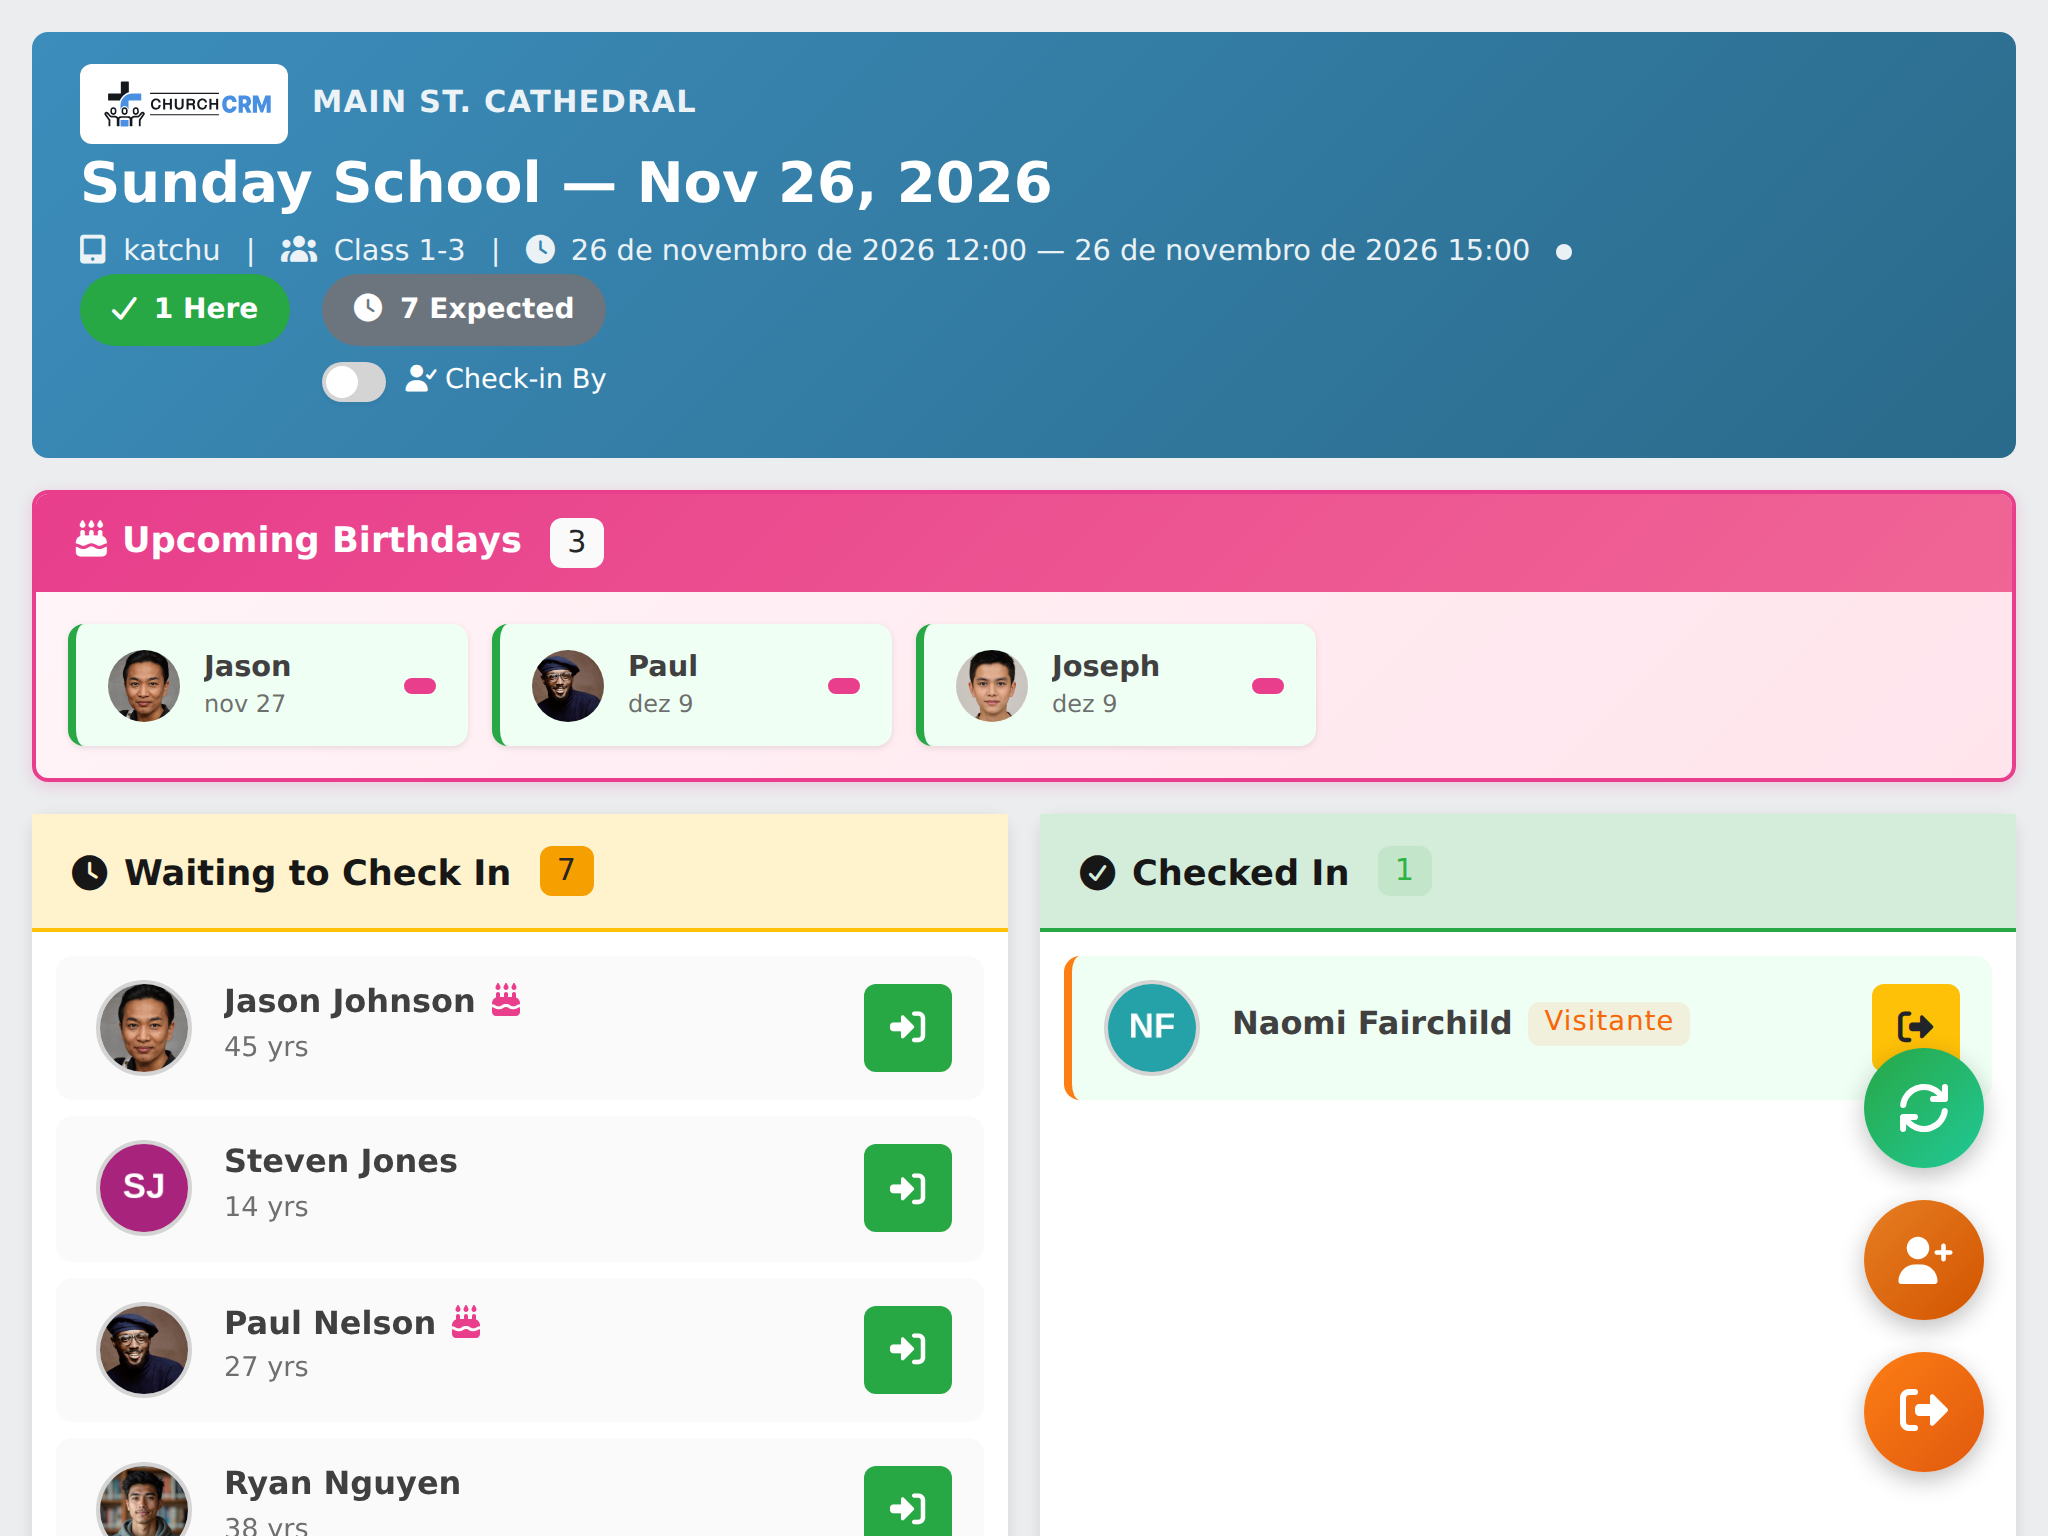 CHURCHCRM MAIN ST. CATHEDRAL
Sunday School — Nov 26, 2026
katchu | Class 1-3 | 26 de novembro de 2026 12:00 — 26 de novembro de 2026 15:00
1 Here 7 Expected
Check-in By
Upcoming Birthdays 3
Jason
nov 27
Paul
dez 9
Joseph
dez 9
Waiting to Check In 7
Jason Johnson
45 yrs
SJ
Steven Jones
14 yrs
Paul Nelson
27 yrs
Ryan Nguyen
38 yrs
Checked In 1
NF Naomi Fairchild Visitante